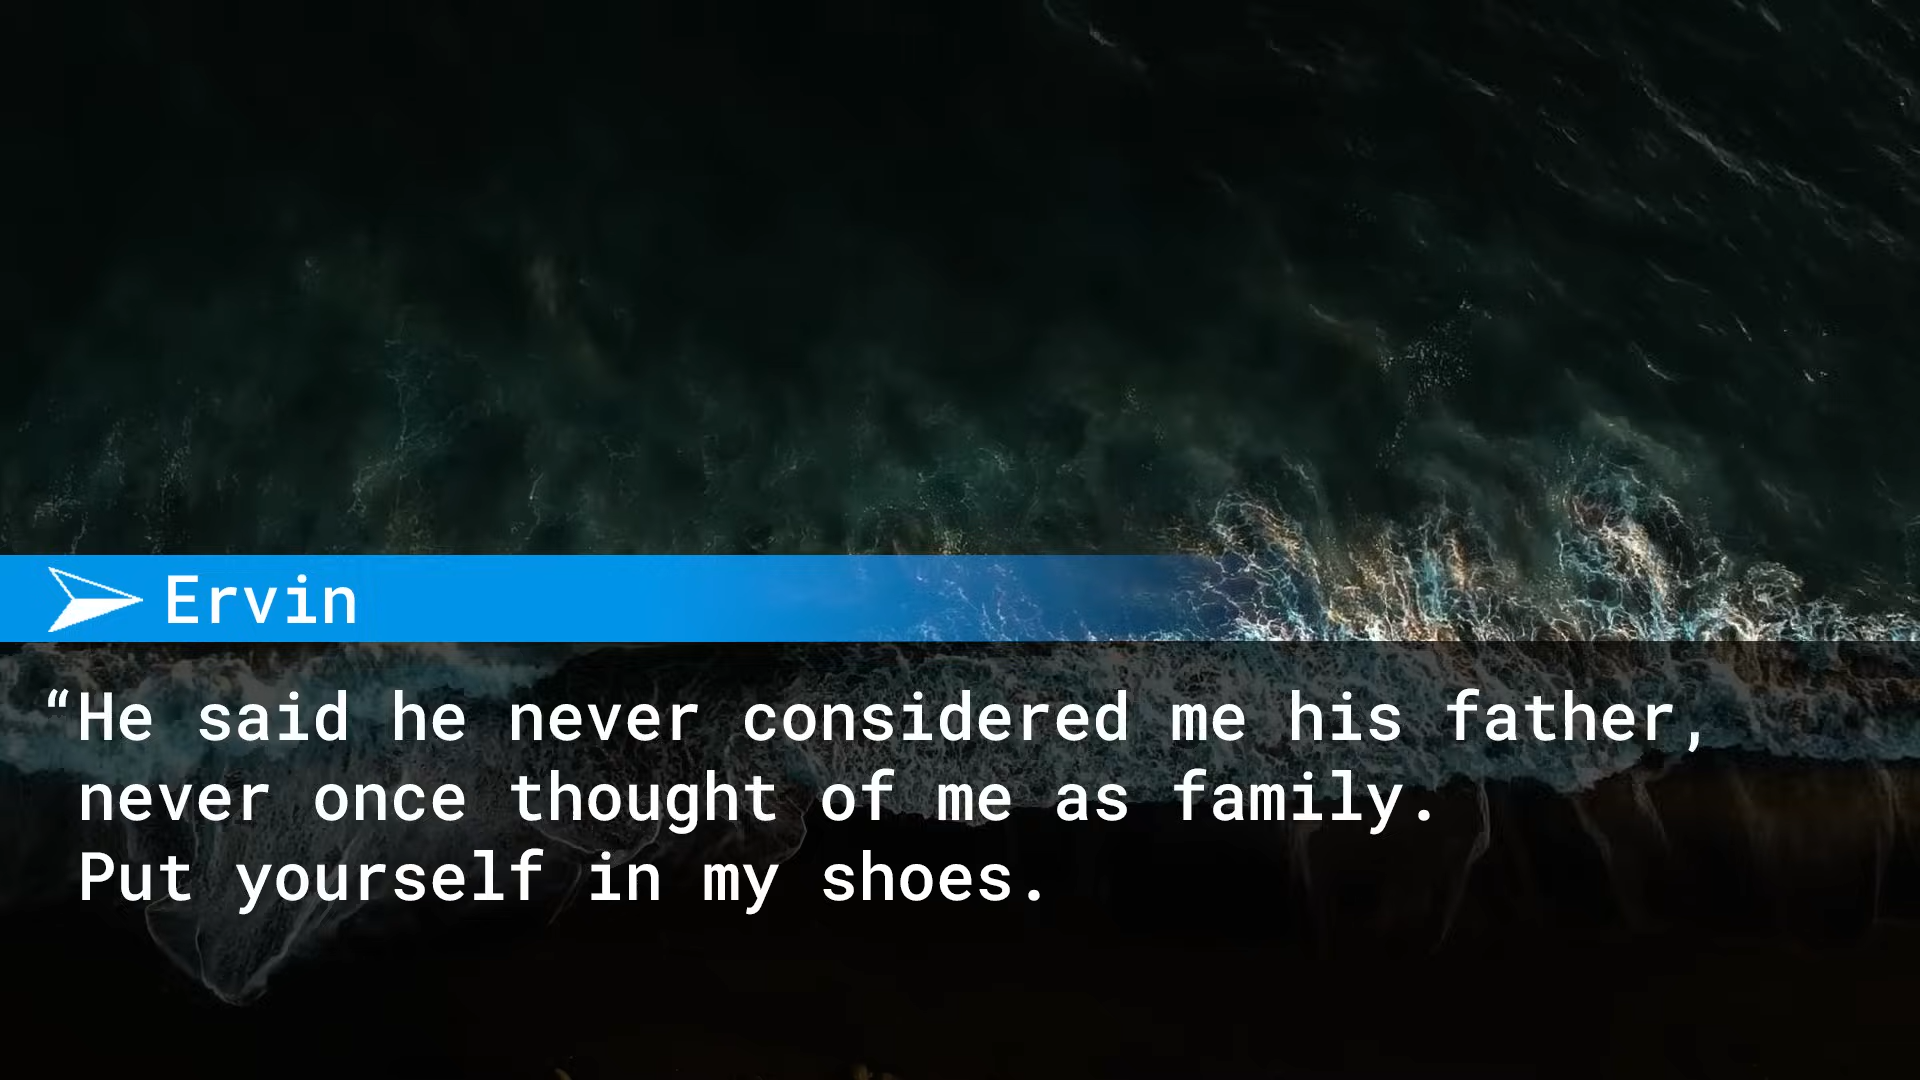 Ervin
“He said he never considered me his father,
never once thought of me as family.
Put yourself in my shoes.